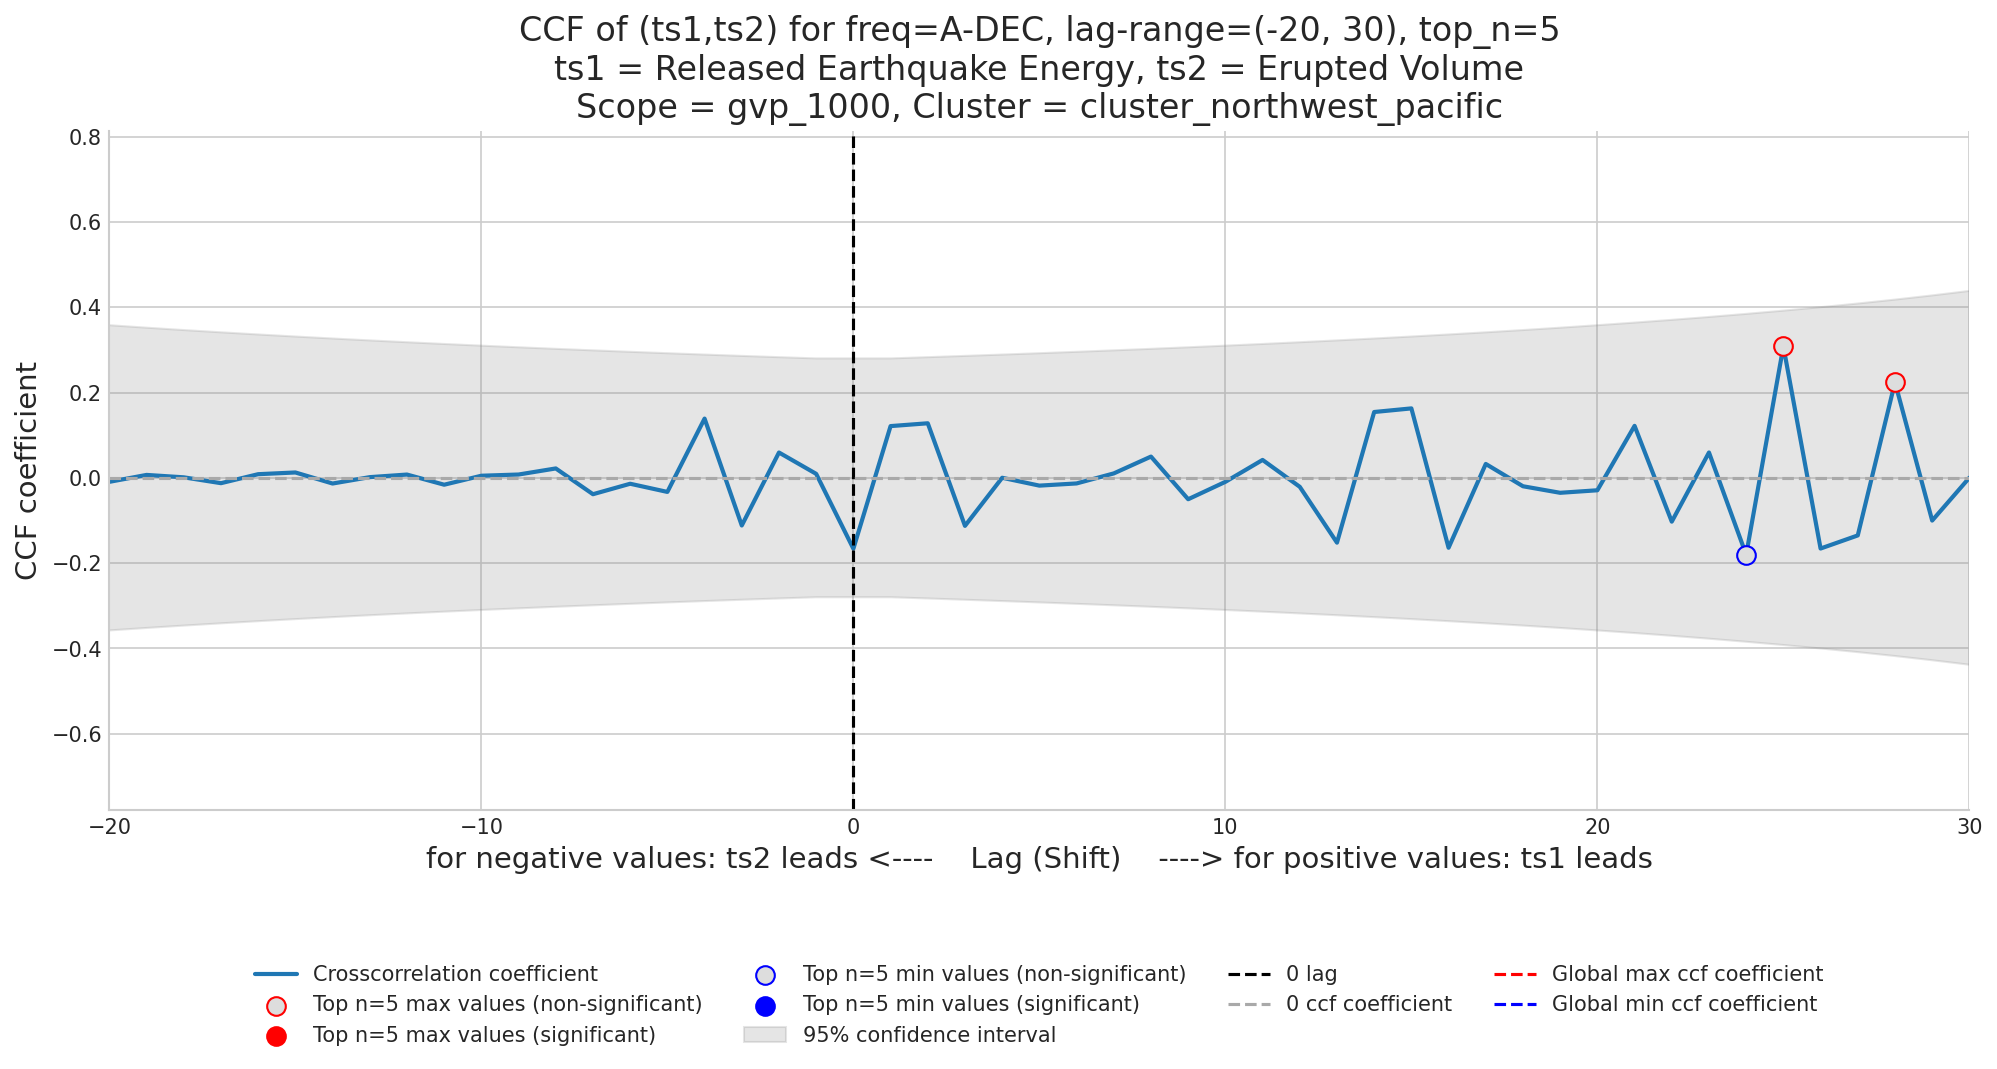 CCF of (ts1,ts2) for freq=A-DEC, lag-range=(-20, 30), top_n=5
ts1 = Released Earthquake Energy, ts2 = Erupted Volume
Scope = gvp_1000, Cluster = cluster_northwest_pacific
0.8
0.6
0.4
0.2
0.0
−0.2
−0.4
−0.6
CCF coefficient
−20
−10
0
10
20
30
for negative values: ts2 leads <---- Lag (Shift) ----> for positive values: ts1 leads
Crosscorrelation coefficient
Top n=5 max values (non-significant)
Top n=5 max values (significant)
Top n=5 min values (non-significant)
Top n=5 min values (significant)
95% confidence interval
0 lag
0 ccf coefficient
Global max ccf coefficient
Global min ccf coefficient